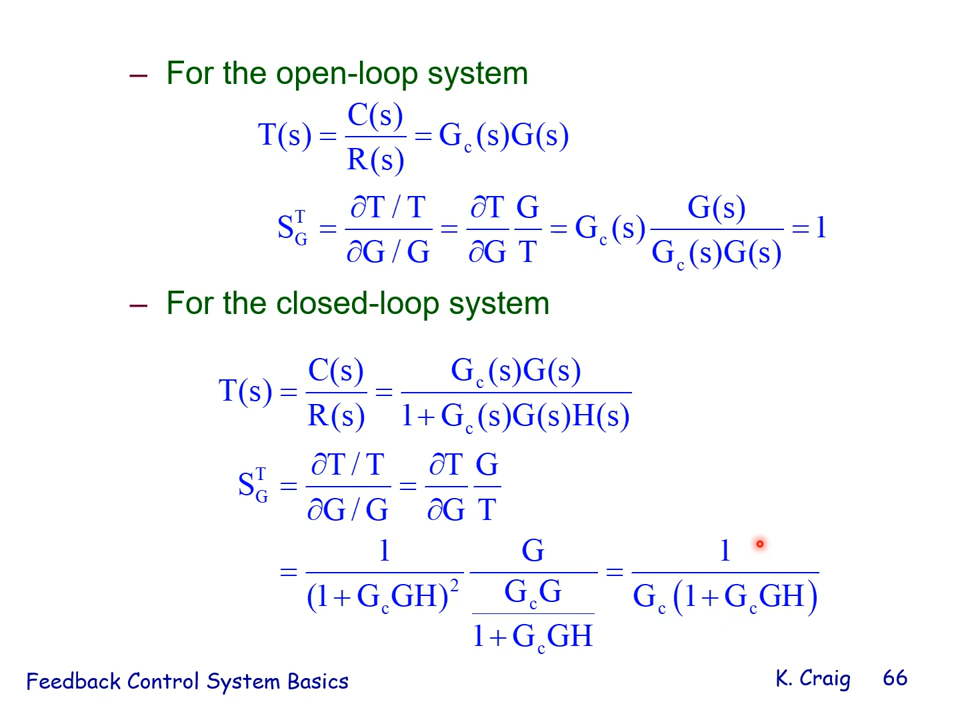 – For the open-loop system
T(s) = C(s) / R(s) = G_c(s)G(s)
S_G^T = (∂T / T) / (∂G / G) = (∂T / ∂G) (G / T) = G_c(s) G(s) / (G_c(s)G(s)) = 1
– For the closed-loop system
T(s) = C(s) / R(s) = G_c(s)G(s) / (1 + G_c(s)G(s)H(s))
S_G^T = (∂T / T) / (∂G / G) = (∂T / ∂G) (G / T)
= 1 / (1 + G_cGH)^2 G / (G_cG / (1 + G_cGH)) = 1 / (G_c(1 + G_cGH))
Feedback Control System Basics K. Craig 66